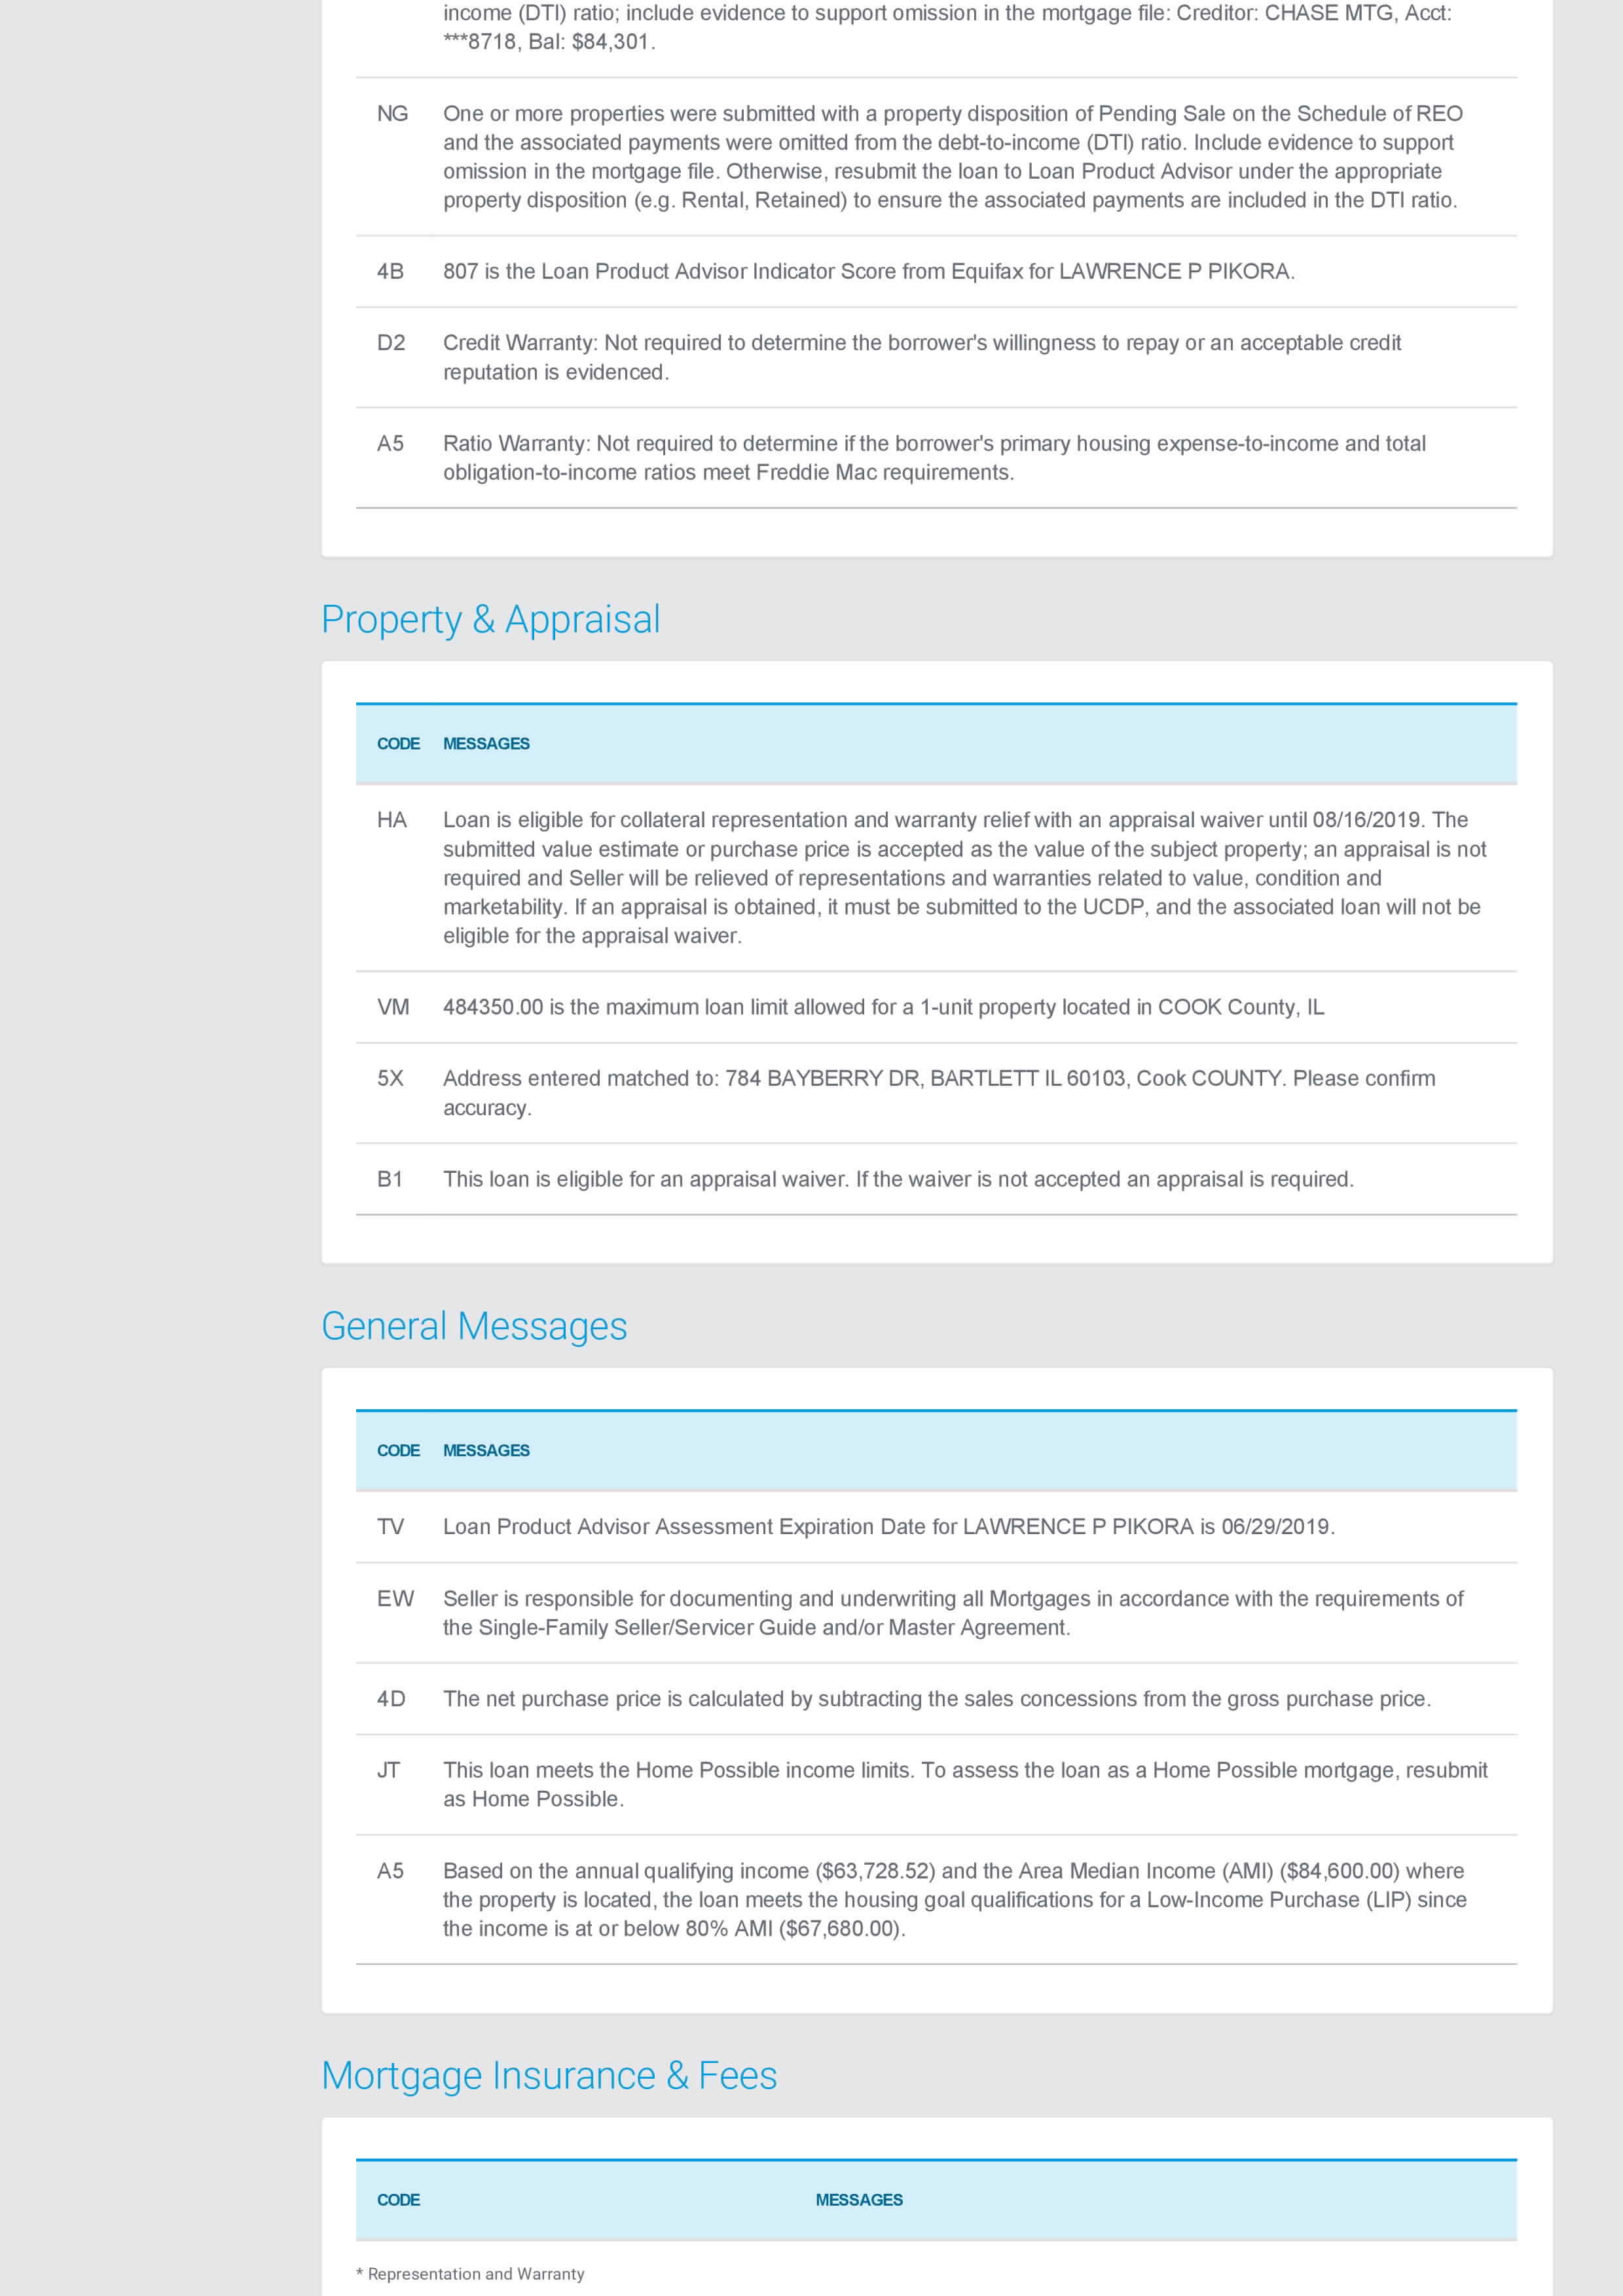 income (DTI) ratio; include evidence to support omission in the mortgage file: Creditor: CHASE MTG, Acct:
***8718, Bal: $84,301.
NG One or more properties were submitted with a property disposition of Pending Sale on the Schedule of REO
and the associated payments were omitted from the debt-to-income (DTI) ratio. Include evidence to support
omission in the mortgage file. Otherwise, resubmit the loan to Loan Product Advisor under the appropriate
property disposition (e.g. Rental, Retained) to ensure the associated payments are included in the DTI ratio.
4B 807 is the Loan Product Advisor Indicator Score from Equifax for LAWRENCE P PIKORA.
D2 Credit Warranty: Not required to determine the borrower's willingness to repay or an acceptable credit
reputation is evidenced.
A5 Ratio Warranty: Not required to determine if the borrower's primary housing expense-to-income and total
obligation-to-income ratios meet Freddie Mac requirements.
Property & Appraisal
CODE MESSAGES
HA Loan is eligible for collateral representation and warranty relief with an appraisal waiver until 08/16/2019. The
submitted value estimate or purchase price is accepted as the value of the subject property; an appraisal is not
required and Seller will be relieved of representations and warranties related to value, condition and
marketability. If an appraisal is obtained, it must be submitted to the UCDP, and the associated loan will not be
eligible for the appraisal waiver.
VM 484350.00 is the maximum loan limit allowed for a 1-unit property located in COOK County, IL
5X Address entered matched to: 784 BAYBERRY DR, BARTLETT IL 60103, Cook COUNTY. Please confirm
accuracy.
B1 This loan is eligible for an appraisal waiver. If the waiver is not accepted an appraisal is required.
General Messages
CODE MESSAGES
TV Loan Product Advisor Assessment Expiration Date for LAWRENCE P PIKORA is 06/29/2019.
EW Seller is responsible for documenting and underwriting all Mortgages in accordance with the requirements of
the Single-Family Seller/Servicer Guide and/or Master Agreement.
4D The net purchase price is calculated by subtracting the sales concessions from the gross purchase price.
JT This loan meets the Home Possible income limits. To assess the loan as a Home Possible mortgage, resubmit
as Home Possible.
A5 Based on the annual qualifying income ($63,728.52) and the Area Median Income (AMI) ($84,600.00) where
the property is located, the loan meets the housing goal qualifications for a Low-Income Purchase (LIP) since
the income is at or below 80% AMI ($67,680.00).
Mortgage Insurance & Fees
CODE MESSAGES
* Representation and Warranty